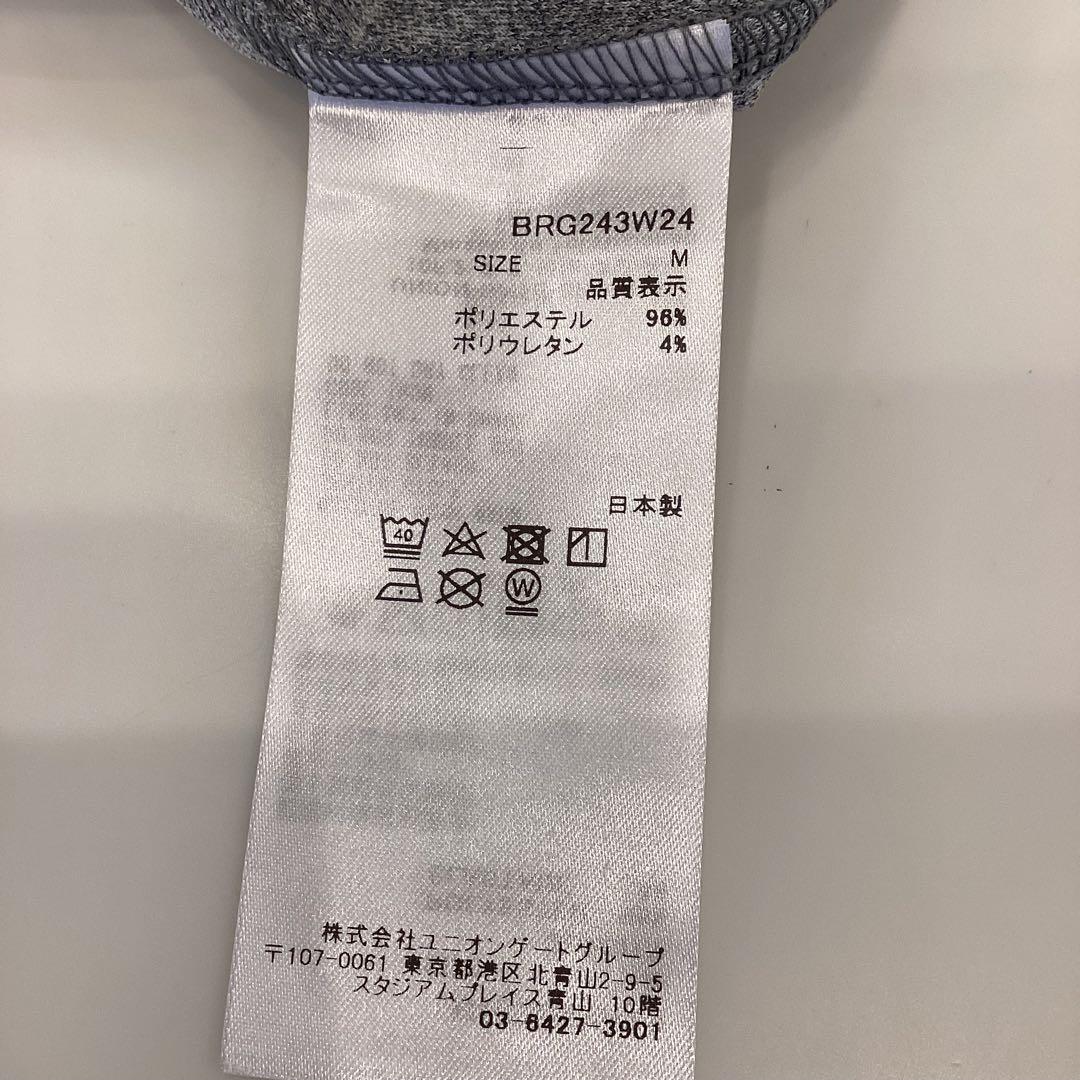 BRG243W24
SIZE M
品質表示
ポリエステル 96%
ポリウレタン 4%
日本製
40
W
株式会社ユニオンゲートグループ
〒107-0061 東京都港区北青山2-9-5
スタジアムプレイス青山 10階
03-6427-3901